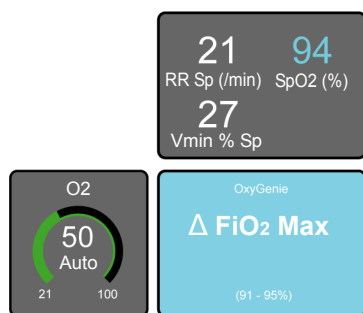 21 94
RR Sp (/min) SpO2 (%)
27
Vmin % Sp
O2
50
Auto
21 100
OxyGenie
Δ FiO₂ Max
(91 - 95%)